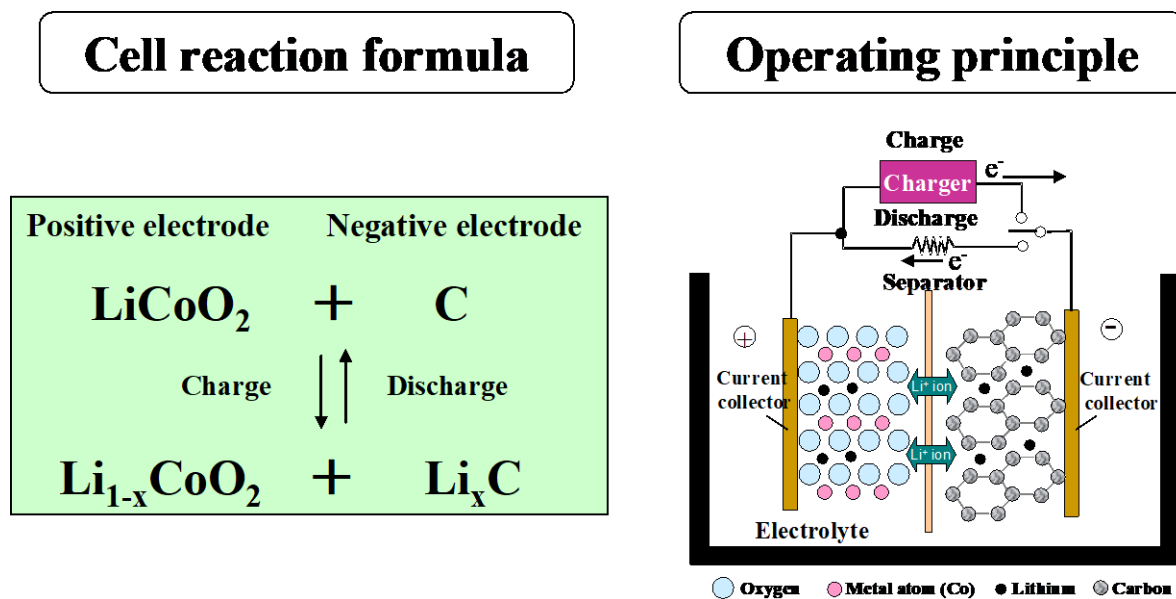 Cell reaction formula
Operating principle
Positive electrode
Negative electrode
LiCoO₂ + C
Charge
Discharge
Li₁₋ₓCoO₂ + LiₓC
Charge
e⁻
Charger
Discharge
e⁻
Separator
+
-
Current
collector
Li⁺ ion
Li⁺ ion
Current
collector
Electrolyte
Oxygen
Metal atom (Co)
Lithium
Carbon